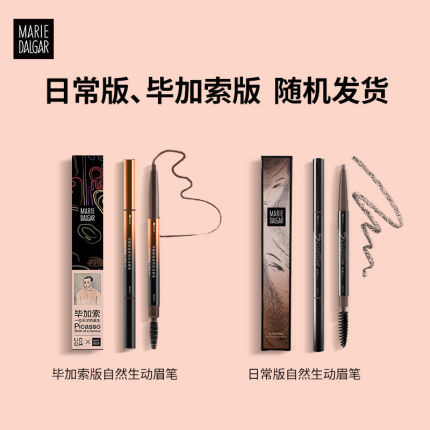 MARIE
DALGAR
日常版、毕加索版 随机发货
MARIE
DALGAR
毕加索
Picasso
MARIE
DALGAR
毕加索版自然生动眉笔
日常版自然生动眉笔